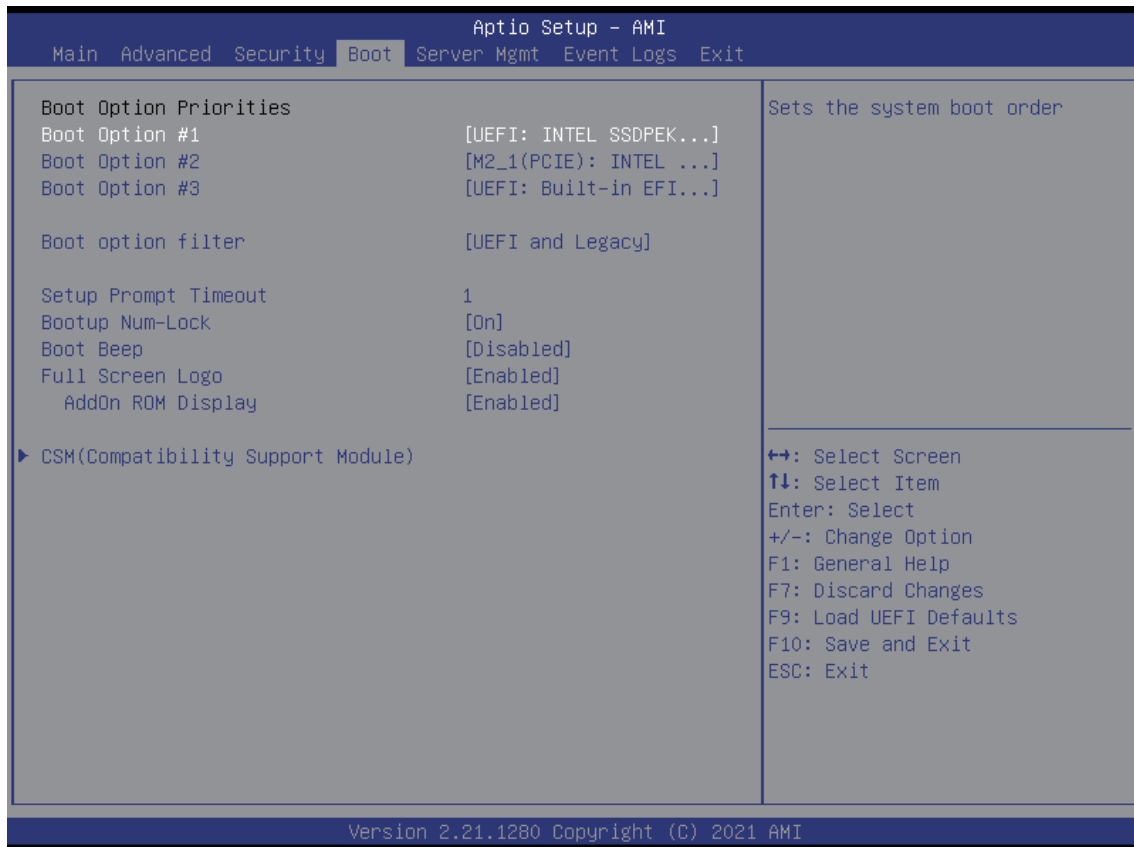 Aptio Setup – AMI
Main Advanced Security Boot Server Mgmt Event Logs Exit
Boot Option Priorities
Boot Option #1 [UEFI: INTEL SSDPEK...]
Boot Option #2 [M2_1(PCIE): INTEL ...]
Boot Option #3 [UEFI: Built-in EFI...]
Boot option filter [UEFI and Legacy]
Setup Prompt Timeout 1
Bootup Num-Lock [On]
Boot Beep [Disabled]
Full Screen Logo [Enabled]
AddOn ROM Display [Enabled]
CSM(Compatibility Support Module)
Sets the system boot order
↔: Select Screen
↑↓: Select Item
Enter: Select
+/-: Change Option
F1: General Help
F7: Discard Changes
F9: Load UEFI Defaults
F10: Save and Exit
ESC: Exit
Version 2.21.1280 Copyright (C) 2021 AMI